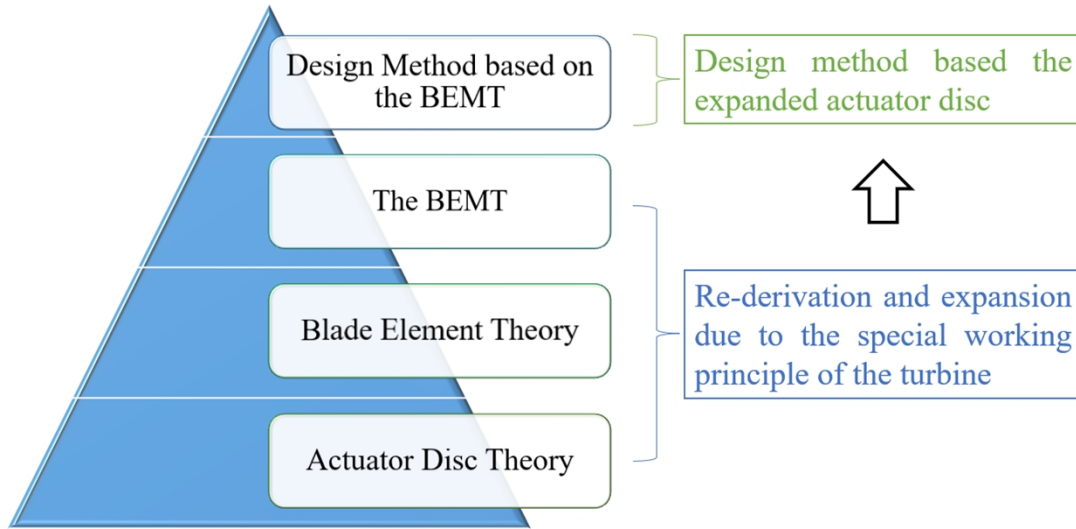 Design Method based on
the BEMT
Design method based the
expanded actuator disc
The BEMT
Blade Element Theory
Re-derivation and expansion
due to the special working
principle of the turbine
Actuator Disc Theory